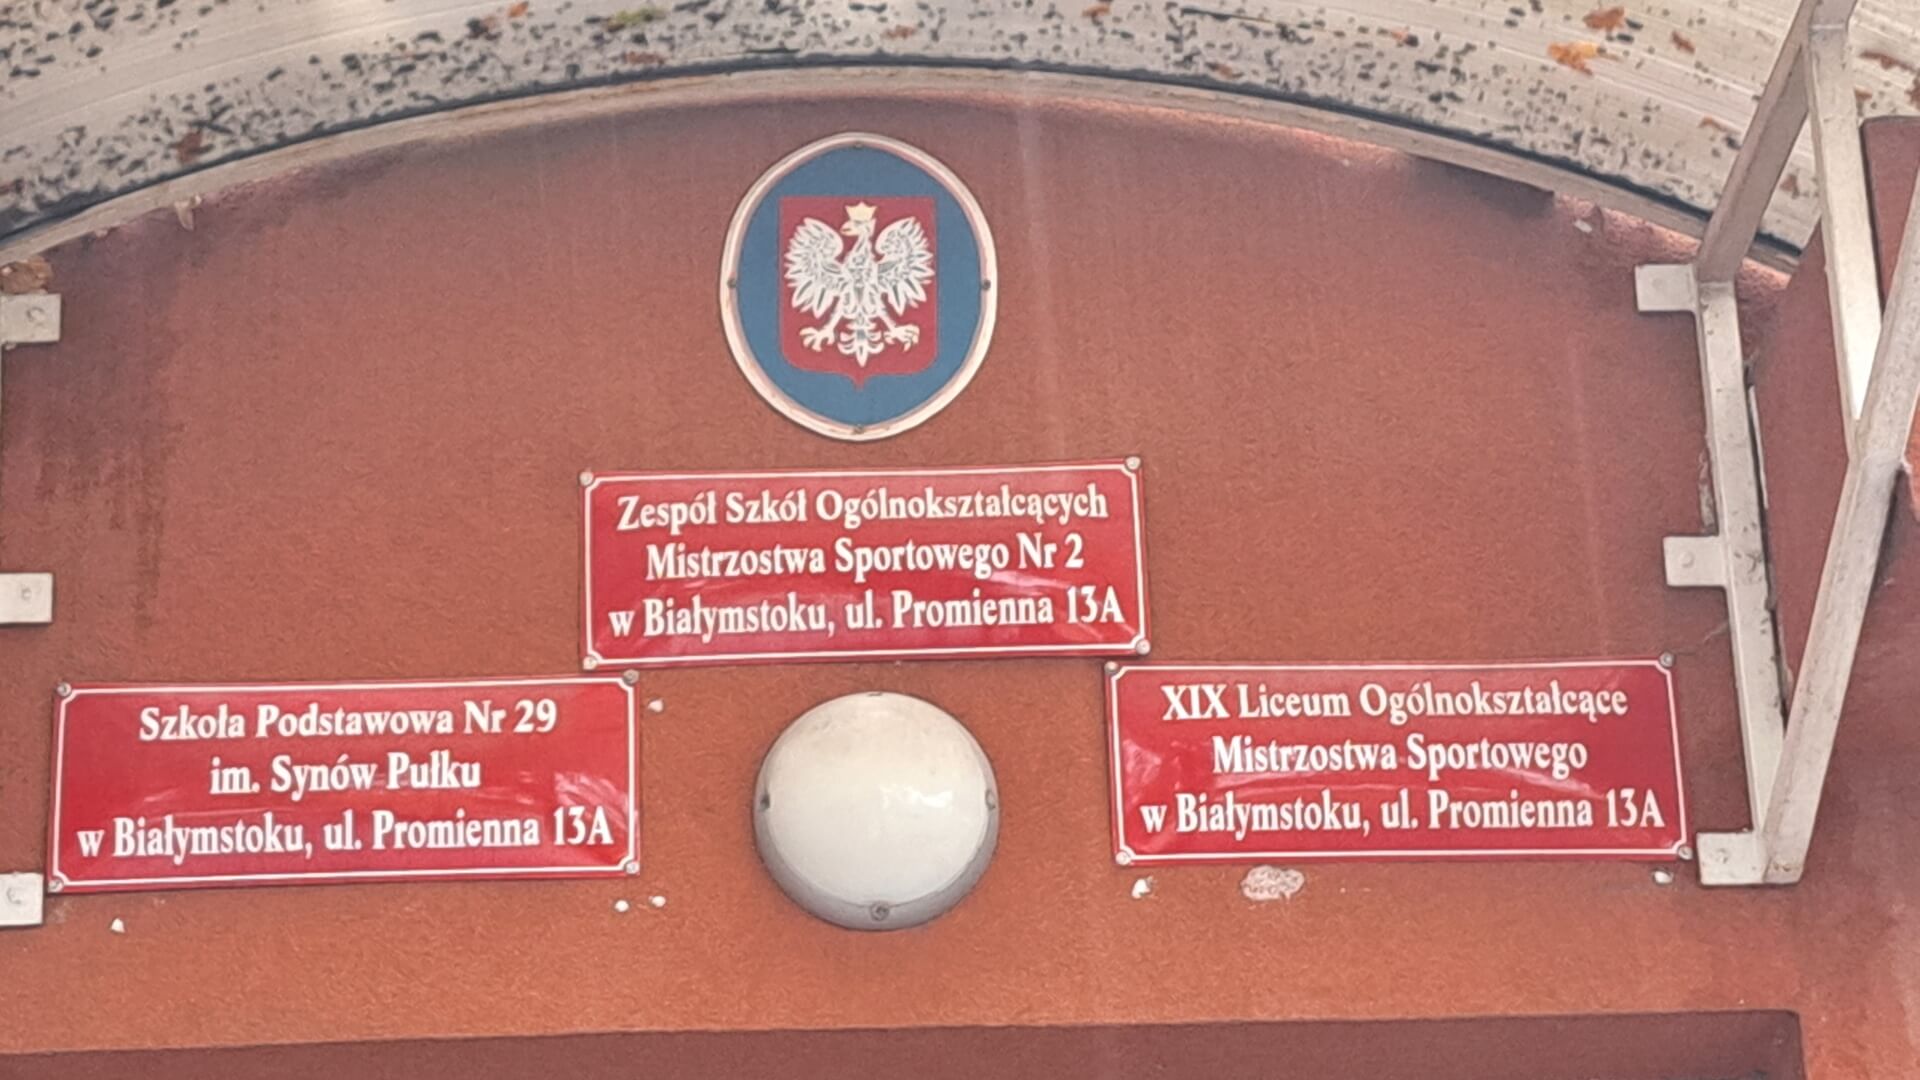 Zespół Szkół Ogólnokształcących
Mistrzostwa Sportowego Nr 2
w Białymstoku, ul. Promienna 13A
Szkoła Podstawowa Nr 29
im. Synów Pułku
w Białymstoku, ul. Promienna 13A
XIX Liceum Ogólnokształcące
Mistrzostwa Sportowego
w Białymstoku, ul. Promienna 13A